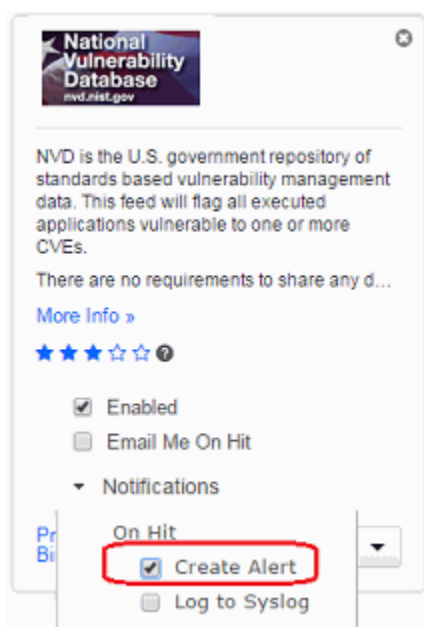 National
Vulnerability
Database
nvd.nist.gov
NVD is the U.S. government repository of
standards based vulnerability management
data. This feed will flag all executed
applications vulnerable to one or more
CVEs.
There are no requirements to share any d...
More Info »
Enabled
Email Me On Hit
Notifications
Pr
Bi
On Hit
Create Alert
Log to Syslog